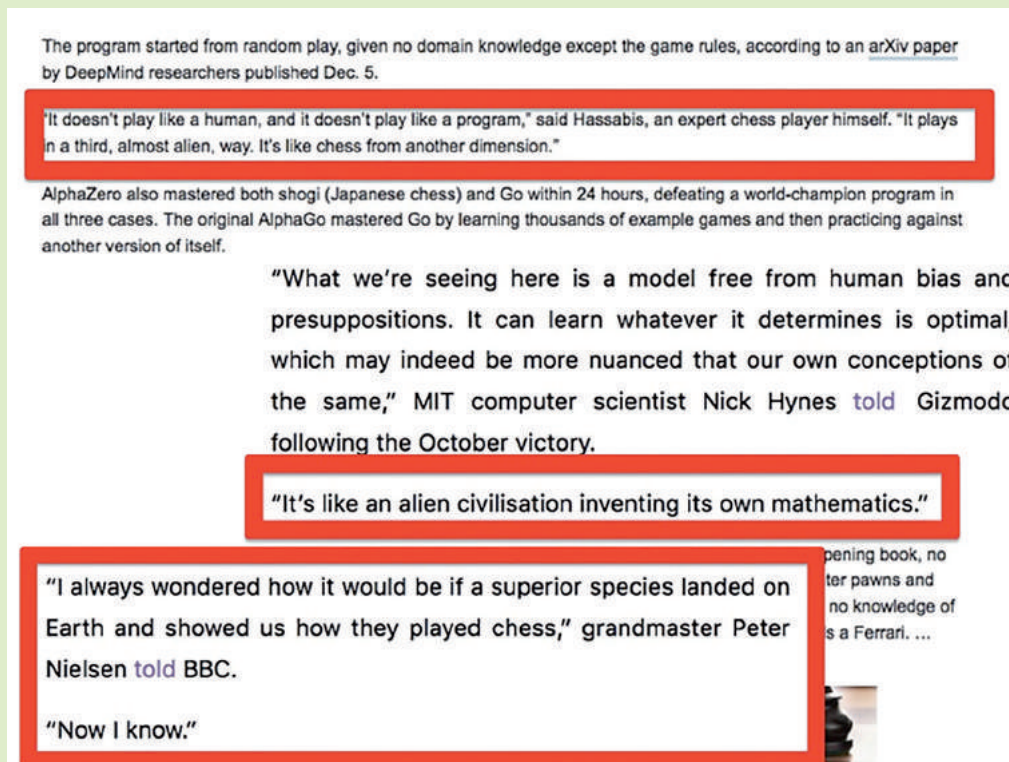 The program started from random play, given no domain knowledge except the game rules, according to an arXiv paper
by DeepMind researchers published Dec. 5.
"It doesn't play like a human, and it doesn't play like a program," said Hassabis, an expert chess player himself. "It plays
in a third, almost alien, way. It's like chess from another dimension."
AlphaZero also mastered both shogi (Japanese chess) and Go within 24 hours, defeating a world-champion program in
all three cases. The original AlphaGo mastered Go by learning thousands of example games and then practicing against
another version of itself.
“What we’re seeing here is a model free from human bias and
presuppositions. It can learn whatever it determines is optimal,
which may indeed be more nuanced that our own conceptions of
the same,” MIT computer scientist Nick Hynes told Gizmodo
following the October victory.
“It’s like an alien civilisation inventing its own mathematics.”
pening book, no
ter pawns and
no knowledge of
s a Ferrari. ...
“I always wondered how it would be if a superior species landed on
Earth and showed us how they played chess,” grandmaster Peter
Nielsen told BBC.
“Now I know.”